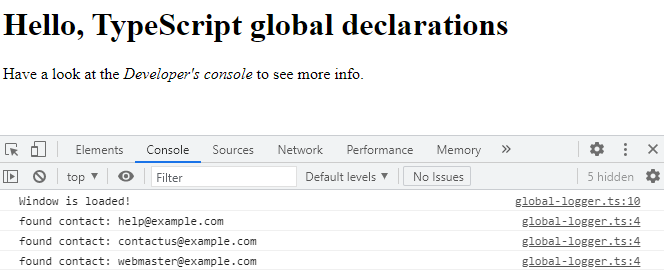 Hello, TypeScript global declarations
Have a look at the Developer's console to see more info.
Elements Console Sources Network Performance Memory »
top ▼ Filter Default levels ▼ No Issues 5 hidden
Window is loaded! global-logger.ts:10
found contact: help@example.com global-logger.ts:4
found contact: contactus@example.com global-logger.ts:4
found contact: webmaster@example.com global-logger.ts:4